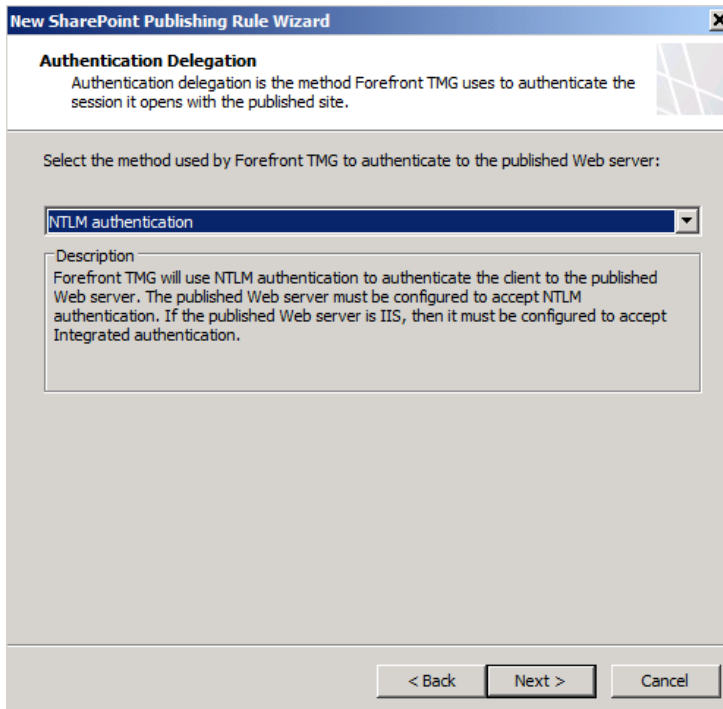 New SharePoint Publishing Rule Wizard
Authentication Delegation
Authentication delegation is the method Forefront TMG uses to authenticate the
session it opens with the published site.
Select the method used by Forefront TMG to authenticate to the published Web server:
NTLM authentication
Description
Forefront TMG will use NTLM authentication to authenticate the client to the published
Web server. The published Web server must be configured to accept NTLM
authentication. If the published Web server is IIS, then it must be configured to accept
Integrated authentication.
< Back
Next >
Cancel